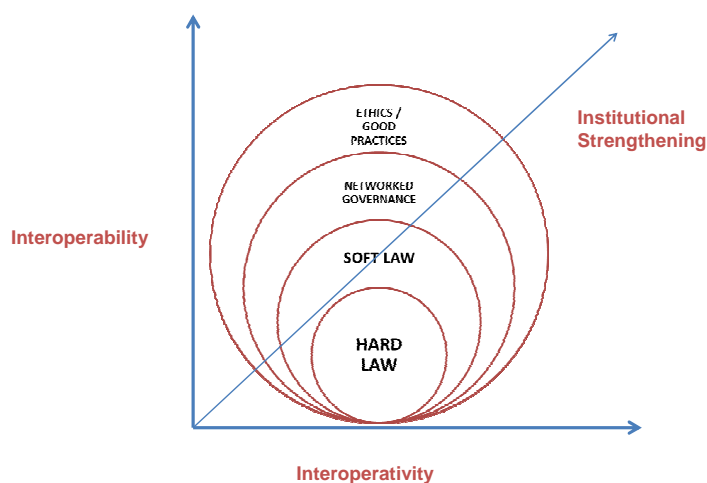 ETHICS /
GOOD
PRACTICES
Institutional
Strengthening
NETWORKED
GOVERNANCE
Interoperability
SOFT LAW
HARD
LAW
Interoperativity